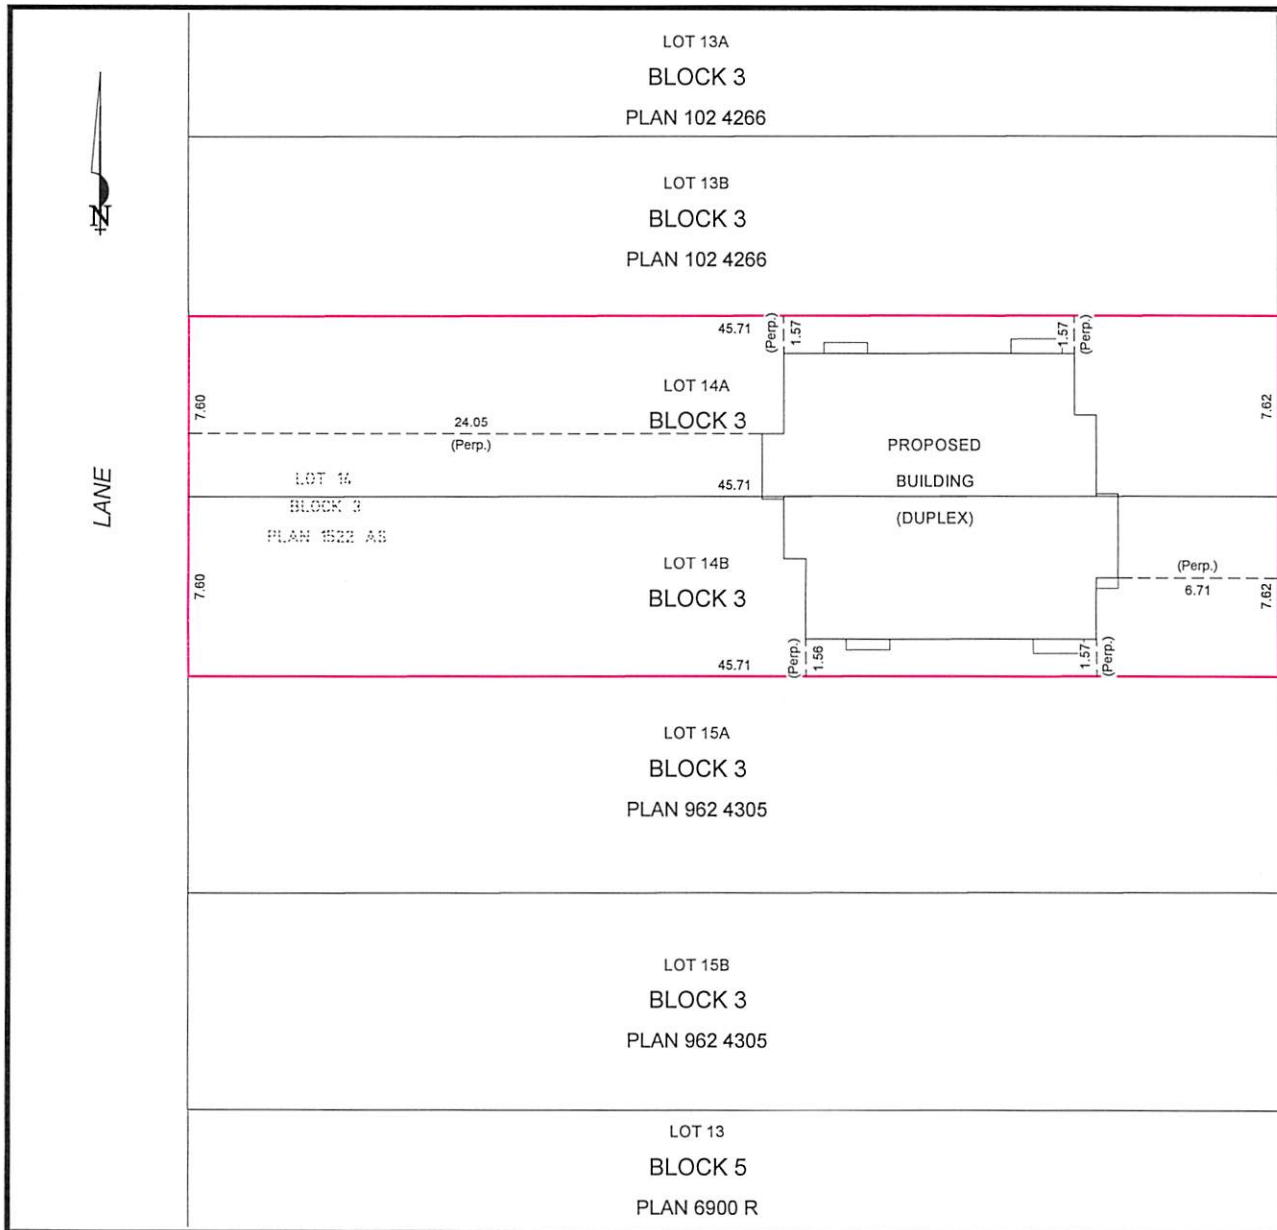 LOT 13A
BLOCK 3
PLAN 102 4266
N
LOT 13B
BLOCK 3
PLAN 102 4266
45.71
(Perp.)
1.57
1.57
(Perp.)
7.60
LOT 14A
BLOCK 3
7.62
24.05
(Perp.)
PROPOSED
BUILDING
(DUPLEX)
LANE
LOT 14
BLOCK 3
PLAN 1522 AS
45.71
7.60
LOT 14B
BLOCK 3
(Perp.)
6.71
7.62
45.71
(Perp.)
1.56
1.57
(Perp.)
LOT 15A
BLOCK 3
PLAN 962 4305
LOT 15B
BLOCK 3
PLAN 962 4305
LOT 13
BLOCK 5
PLAN 6900 R